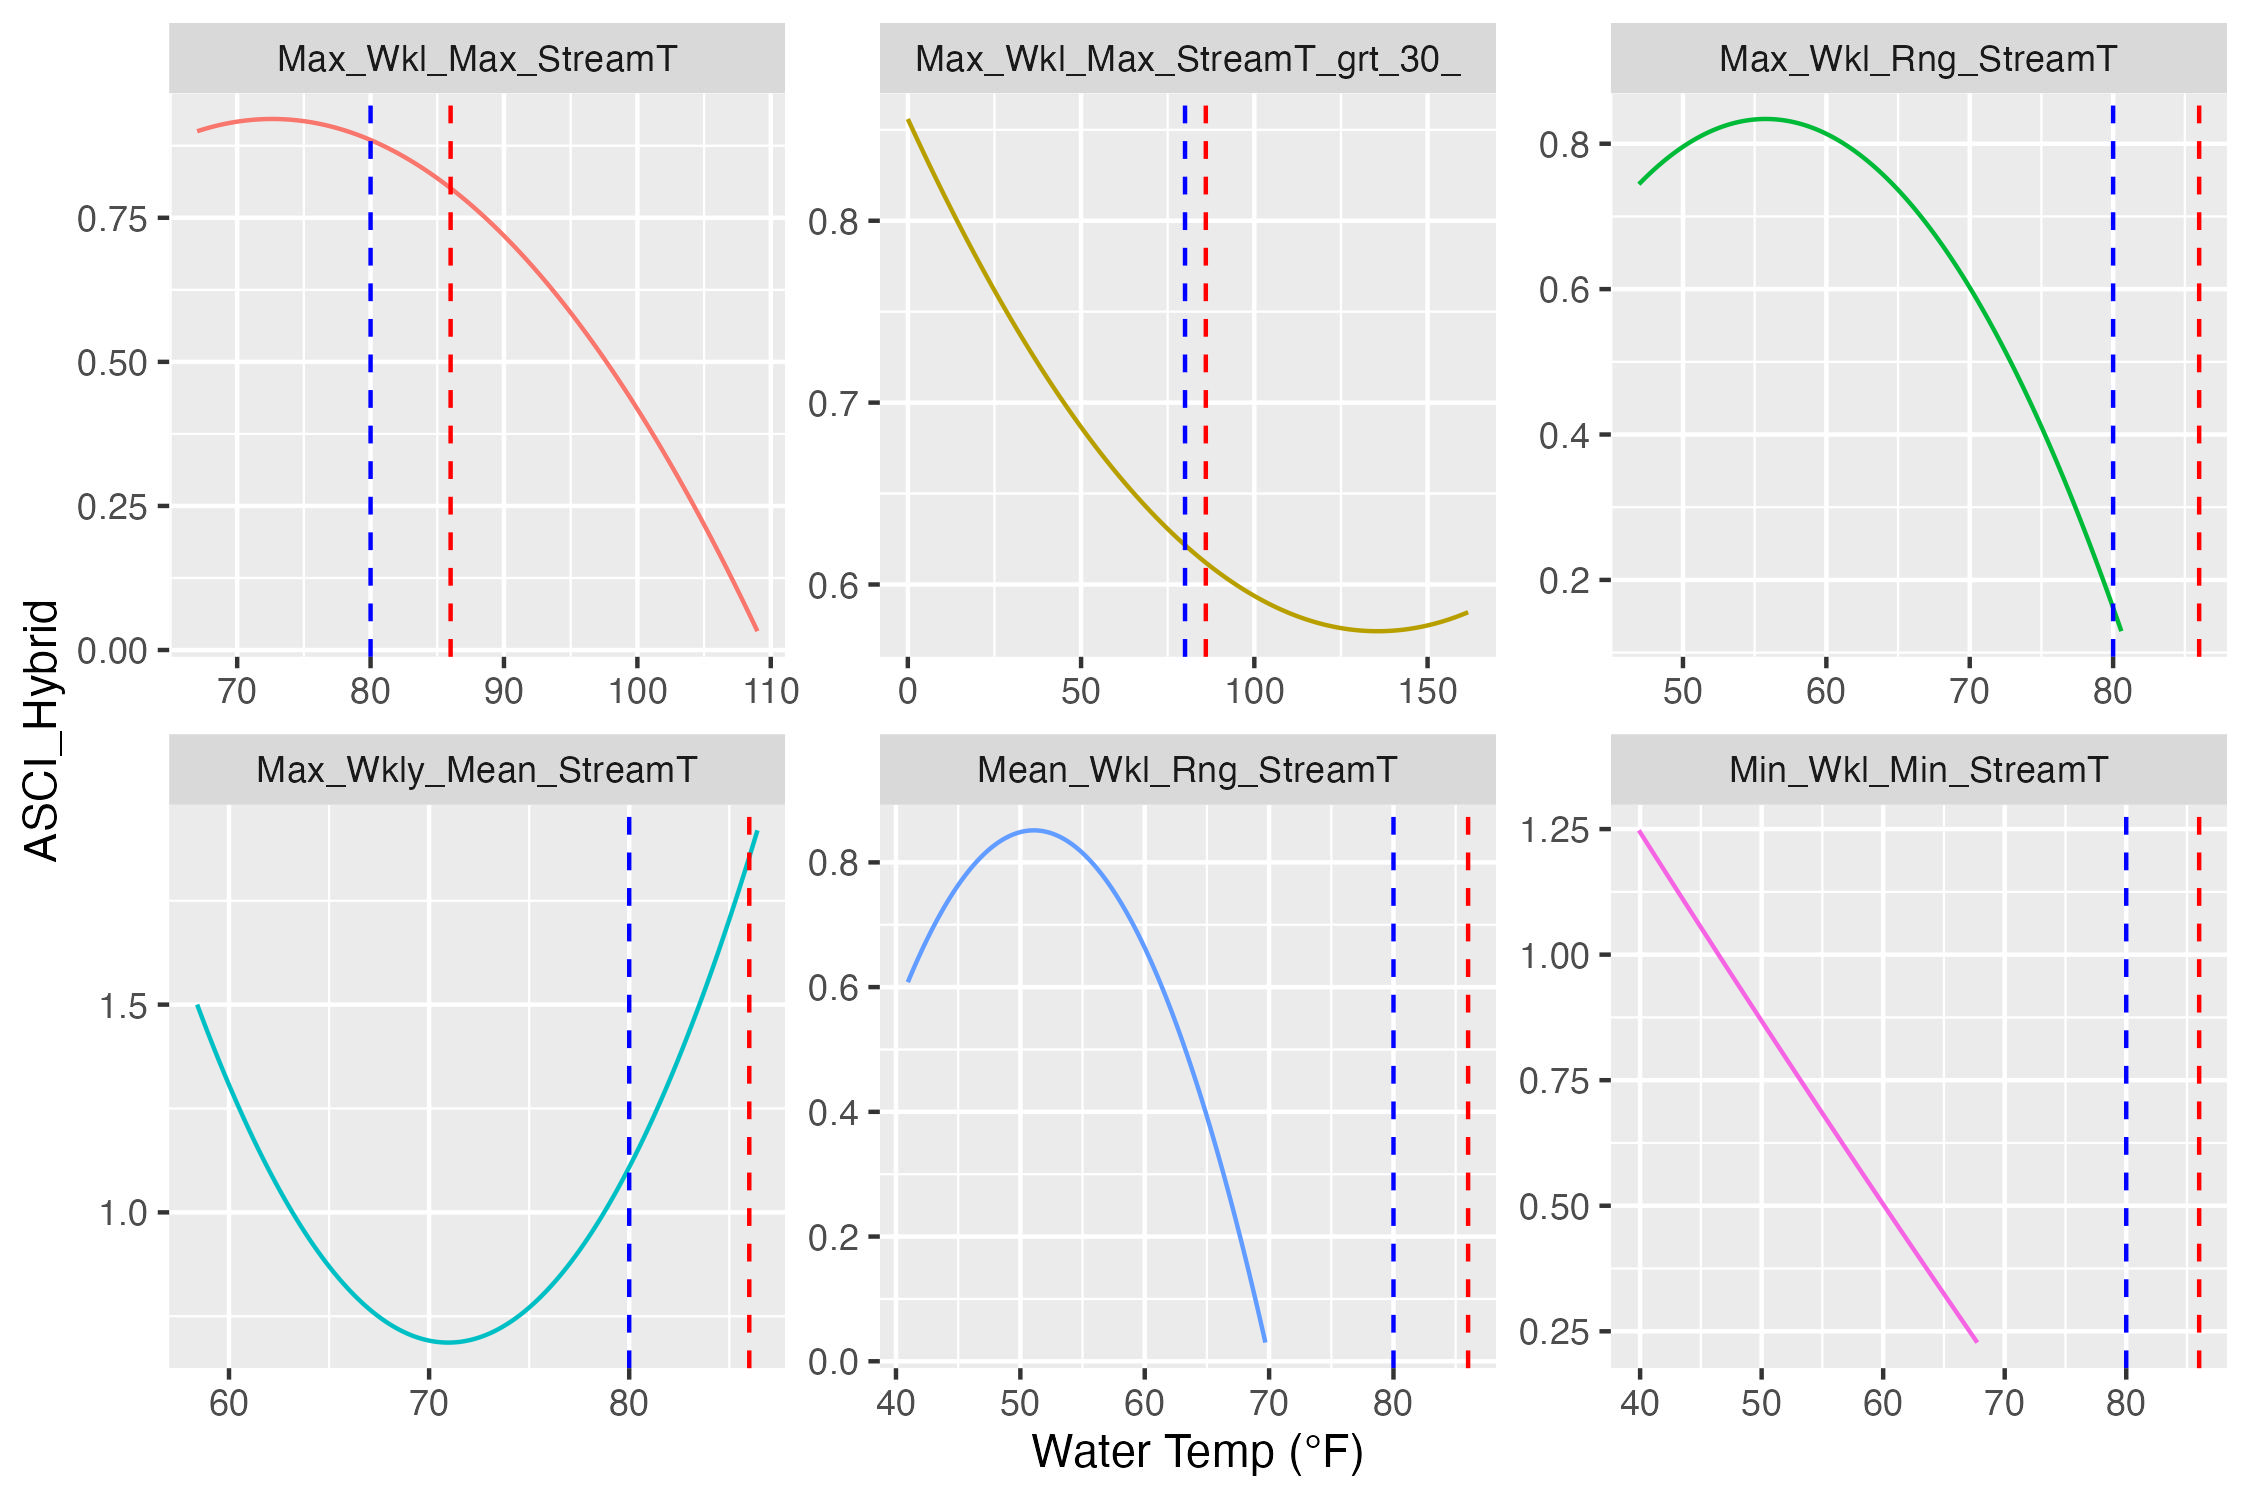 Max_Wkl_Max_StreamT
Max_Wkl_Max_StreamT_grt_30_
Max_Wkl_Rng_StreamT
0.75
0.50
0.25
0.00
70 80 90 100 110
0.8
0.7
0.6
0 50 100 150
0.8
0.6
0.4
0.2
50 60 70 80
ASCI_Hybrid
Max_Wkly_Mean_StreamT
Mean_Wkl_Rng_StreamT
Min_Wkl_Min_StreamT
1.5
1.0
60 70 80
0.8
0.6
0.4
0.2
0.0
40 50 60 70 80
1.25
1.00
0.75
0.50
0.25
40 50 60 70 80
Water Temp (°F)